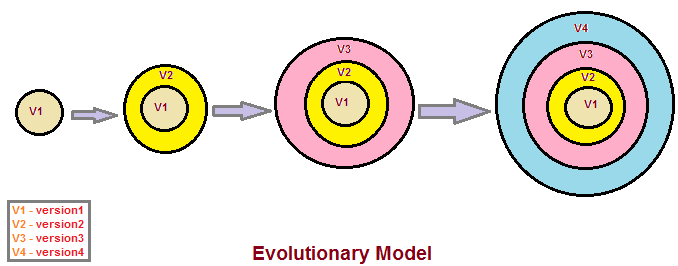 V1
V2
V1
V3
V2
V1
V4
V3
V2
V1
V1 - version1
V2 - version2
V3 - version3
V4 - version4
Evolutionary Model